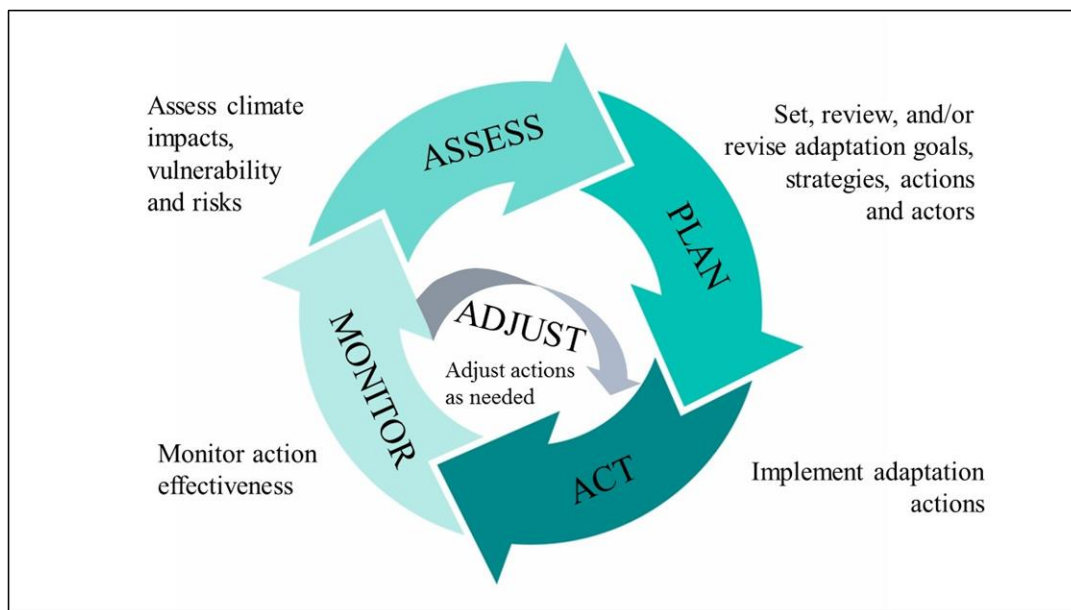 Assess climate
impacts,
vulnerability
and risks
ASSESS
Set, review, and/or
revise adaptation goals,
strategies, actions
and actors
PLAN
ADJUST
Adjust actions
as needed
MONITOR
Monitor action
effectiveness
ACT
Implement adaptation
actions